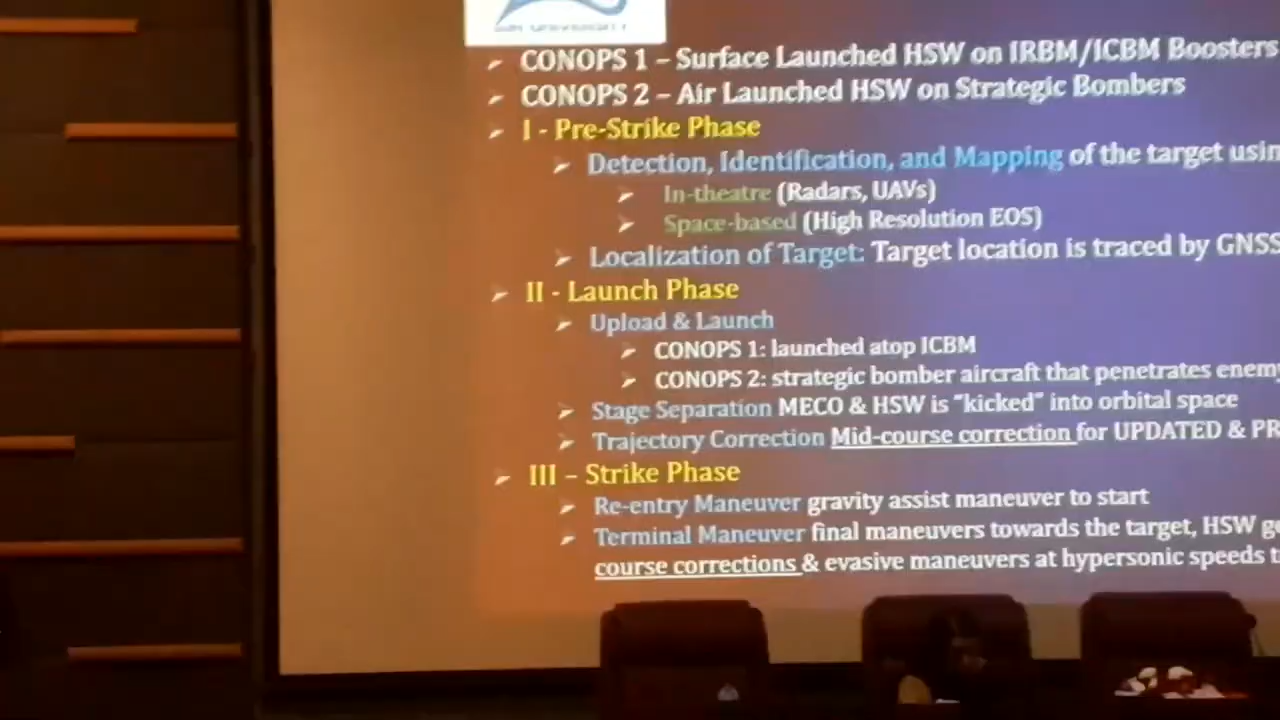 UNIVERSITY
CONOPS 1 – Surface Launched HSW on IRBM/ICBM Boosters
CONOPS 2 – Air Launched HSW on Strategic Bombers
I - Pre-Strike Phase
Detection, Identification, and Mapping of the target usin
In-theatre (Radars, UAVs)
Space-based (High Resolution EOS)
Localization of Target: Target location is traced by GNSS
II - Launch Phase
Upload & Launch
CONOPS 1: launched atop ICBM
CONOPS 2: strategic bomber aircraft that penetrates enemy
Stage Separation MECO & HSW is “kicked” into orbital space
Trajectory Correction Mid-course correction for UPDATED & PR
III – Strike Phase
Re-entry Maneuver gravity assist maneuver to start
Terminal Maneuver final maneuvers towards the target, HSW g
course corrections & evasive maneuvers at hypersonic speeds t